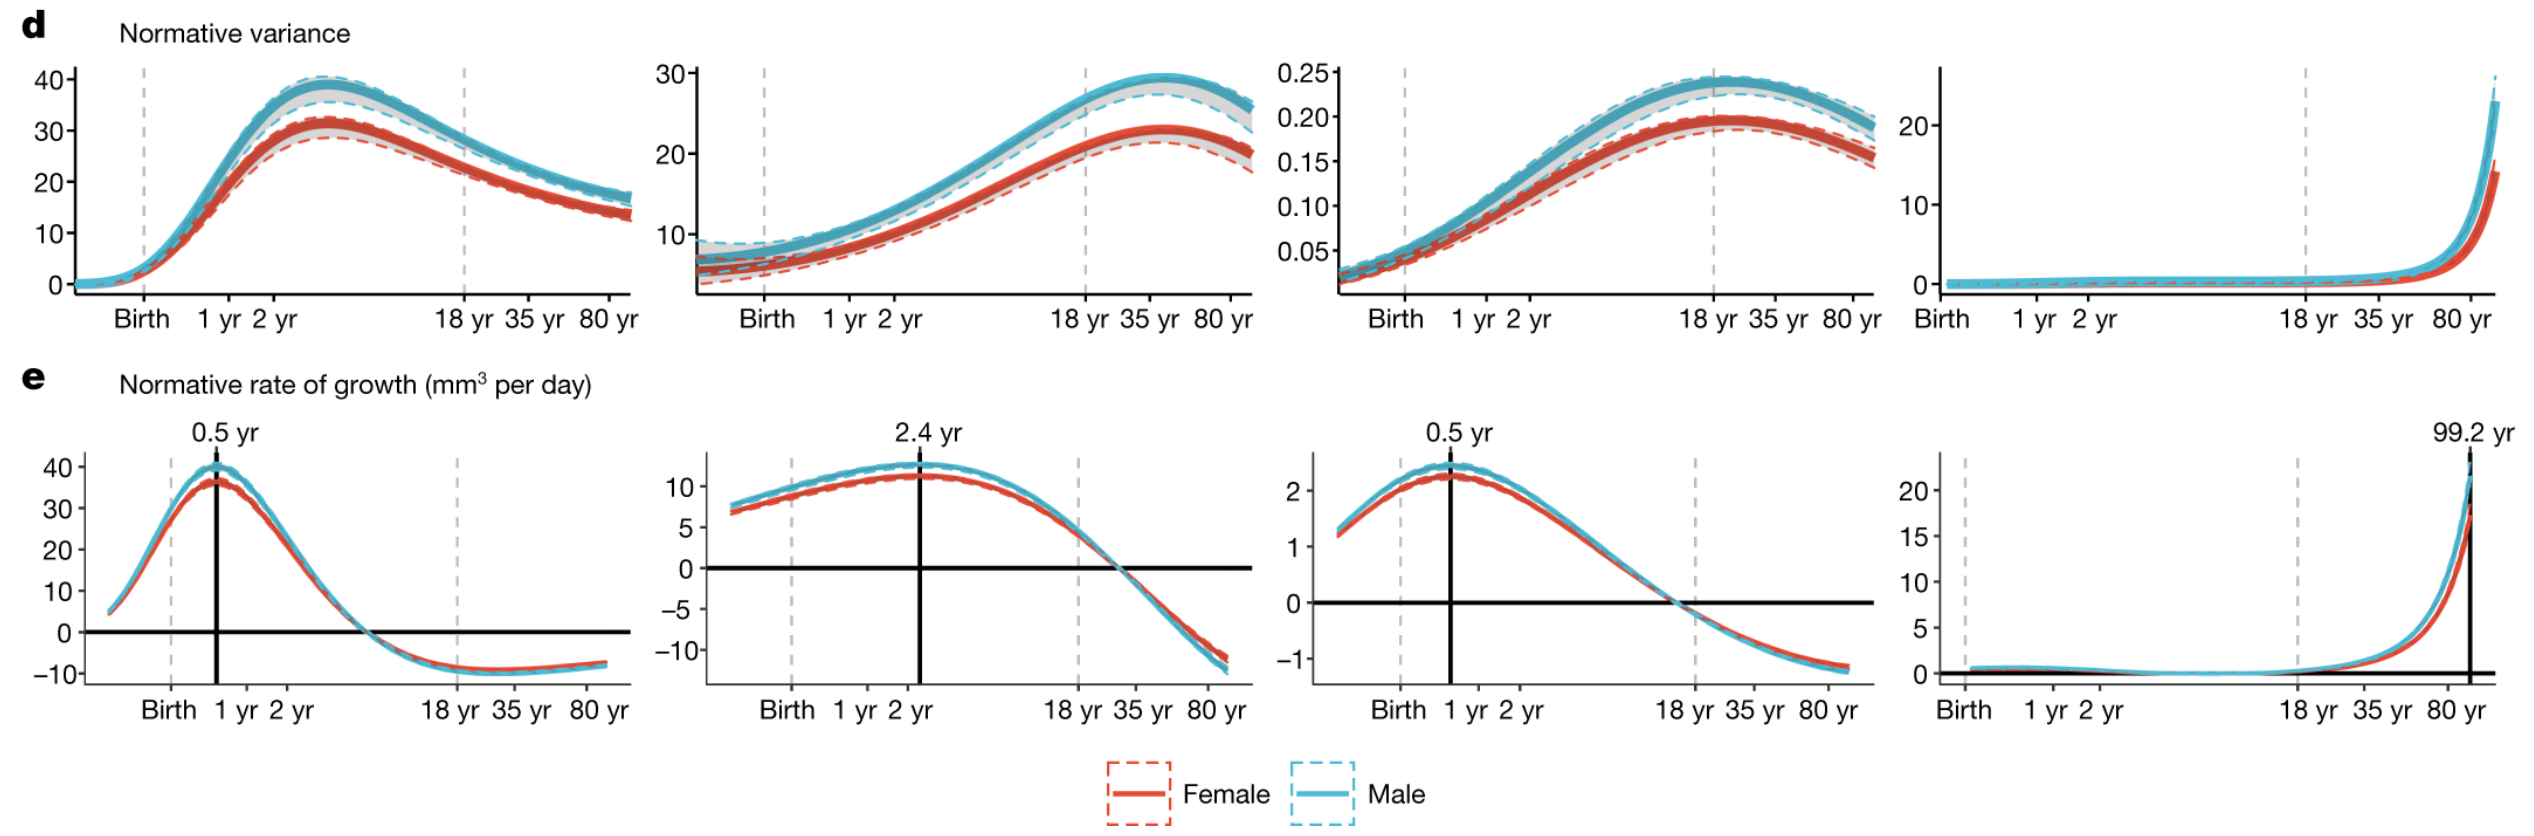 d Normative variance
40 30 20 10 0
30 20 10
0.25 0.20 0.15 0.10 0.05
20 10 0
Birth 1 yr 2 yr 18 yr 35 yr 80 yr
Birth 1 yr 2 yr 18 yr 35 yr 80 yr
Birth 1 yr 2 yr 18 yr 35 yr 80 yr
Birth 1 yr 2 yr 18 yr 35 yr 80 yr
e Normative rate of growth (mm³ per day)
0.5 yr
2.4 yr
0.5 yr
99.2 yr
40 30 20 10 0 –10
10 5 0 –5 –10
2 1 0 –1
20 15 10 5 0
Birth 1 yr 2 yr 18 yr 35 yr 80 yr
Birth 1 yr 2 yr 18 yr 35 yr 80 yr
Birth 1 yr 2 yr 18 yr 35 yr 80 yr
Birth 1 yr 2 yr 18 yr 35 yr 80 yr
Female Male